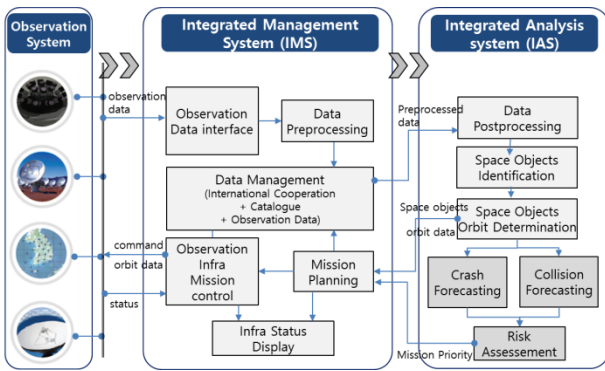 Observation
System
Integrated Management
System (IMS)
Integrated Analysis
system (IAS)
observation
data
Observation
Data interface
Data
Preprocessing
Data Management
(International Cooperation
+ Catalogue
+ Observation Data)
command
orbit data
status
Observation
Infra
Mission
control
Mission
Planning
Infra Status
Display
Preprocessed
data
Space objects
orbit data
Mission Priority
Data
Postprocessing
Space Objects
Identification
Space Objects
Orbit Determination
Crash
Forecasting
Collision
Forecasting
Risk
Assessment